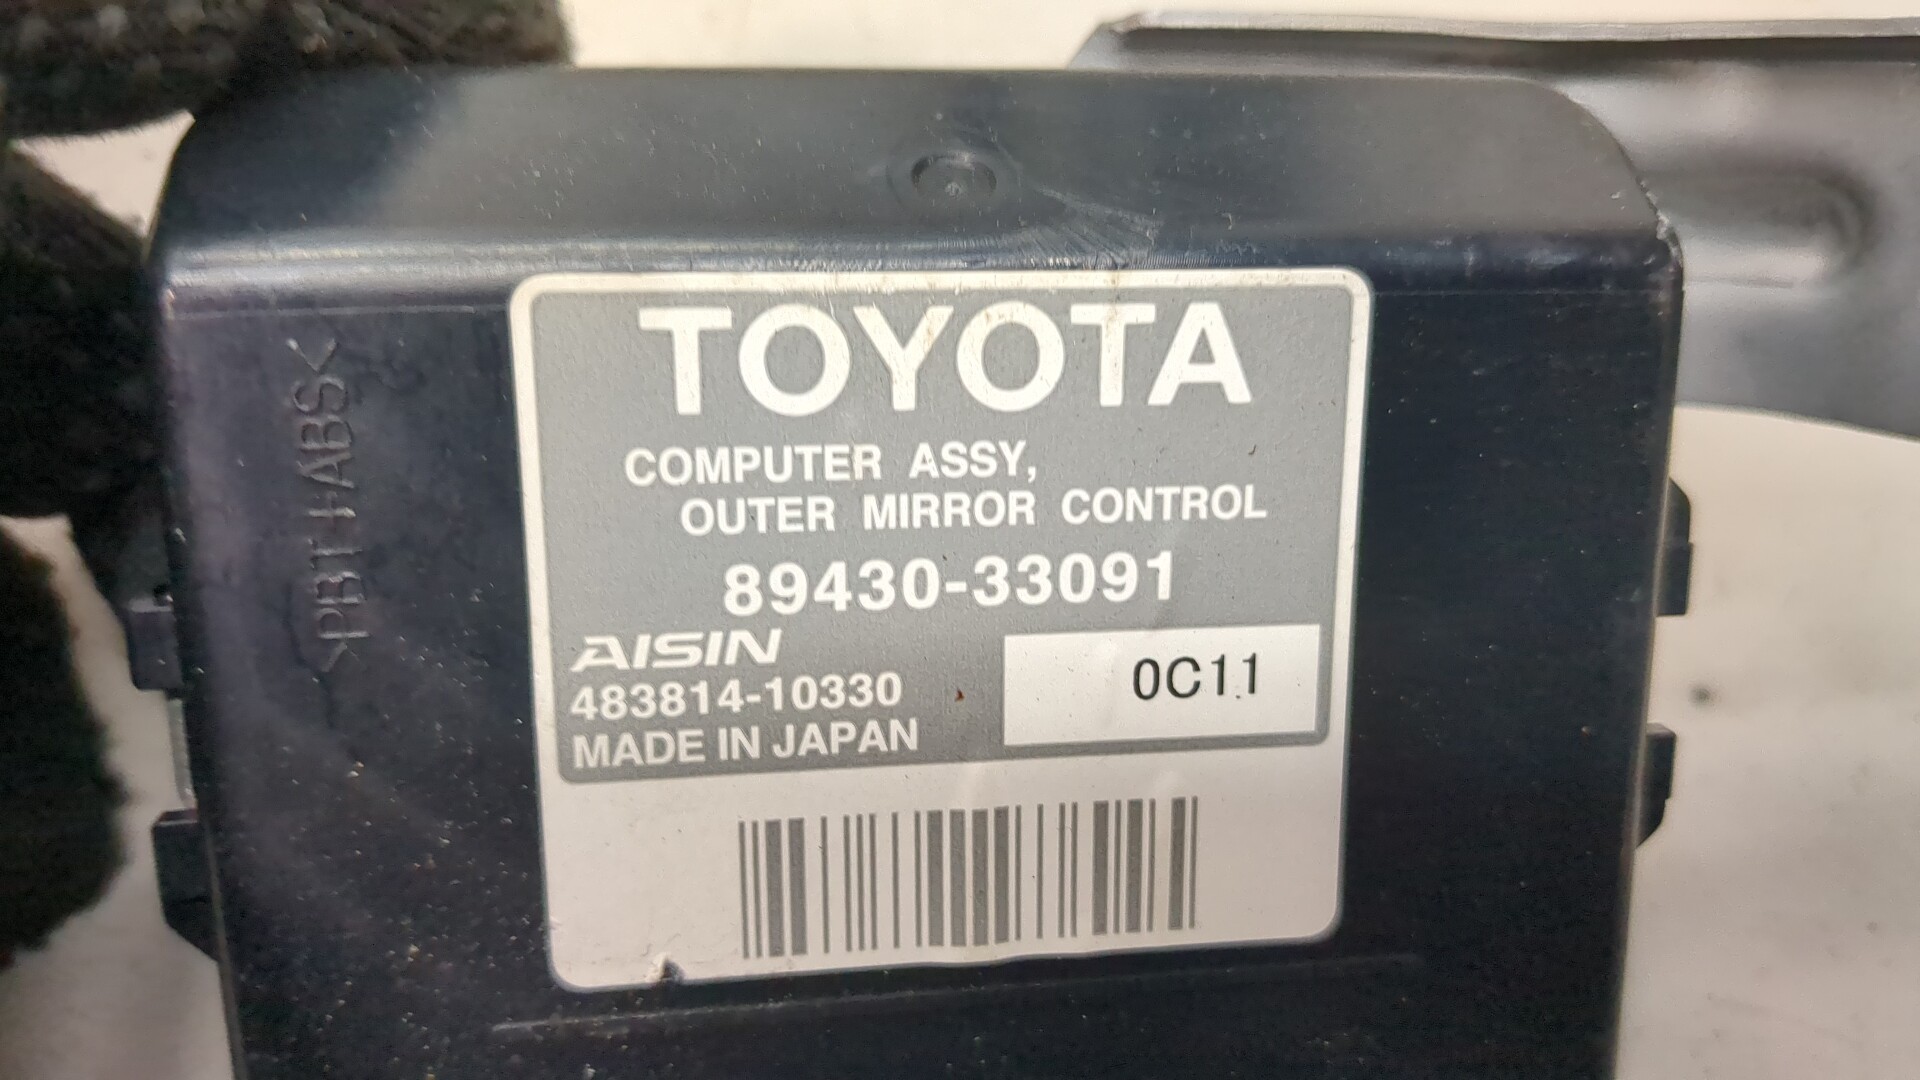 TOYOTA
COMPUTER ASSY,
OUTER MIRROR CONTROL
89430-33091
AISIN
483814-10330
0C11
MADE IN JAPAN
>PBT+ABS<